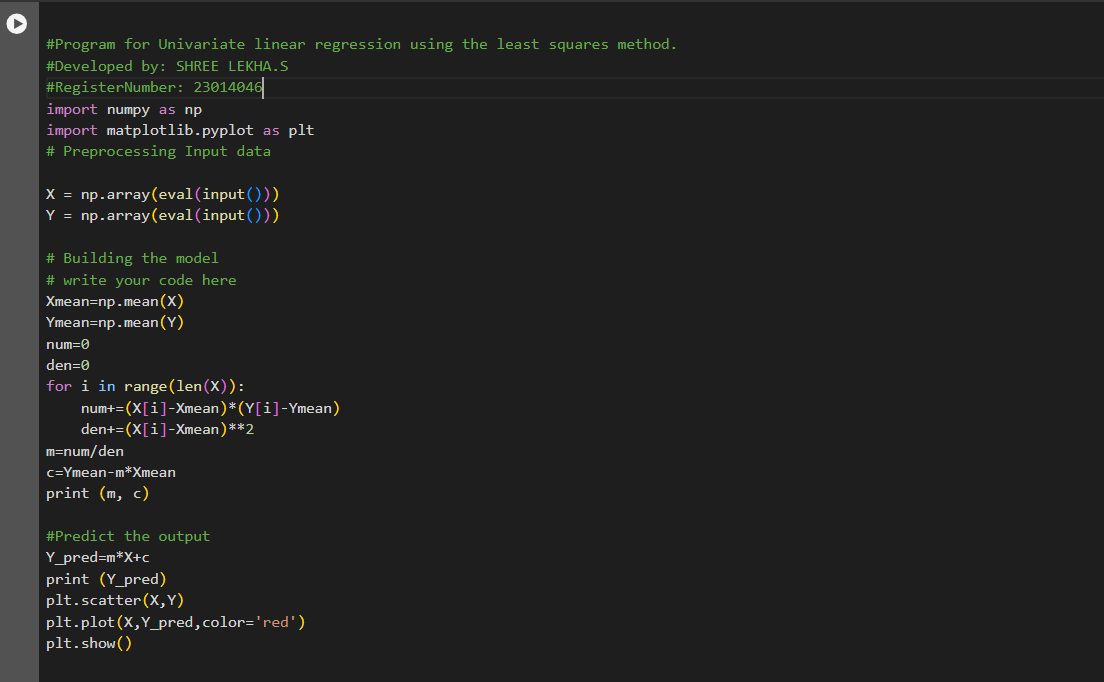 #Program for Univariate linear regression using the least squares method.
#Developed by: SHREE LEKHA.S
#RegisterNumber: 23014046
import numpy as np
import matplotlib.pyplot as plt
# Preprocessing Input data
X = np.array(eval(input()))
Y = np.array(eval(input()))
# Building the model
# write your code here
Xmean=np.mean(X)
Ymean=np.mean(Y)
num=0
den=0
for i in range(len(X)):
    num+=(X[i]-Xmean)*(Y[i]-Ymean)
    den+=(X[i]-Xmean)**2
m=num/den
c=Ymean-m*Xmean
print (m, c)
#Predict the output
Y_pred=m*X+c
print (Y_pred)
plt.scatter(X,Y)
plt.plot(X,Y_pred,color='red')
plt.show()